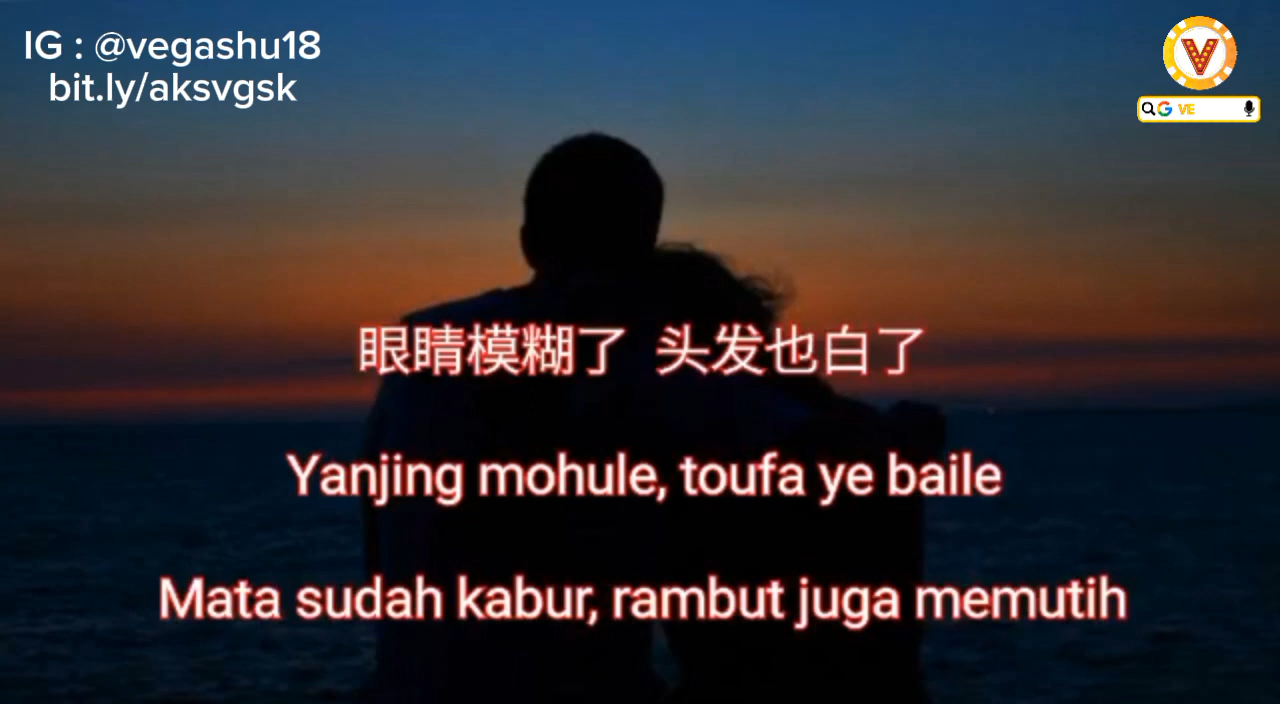 IG : @vegashu18
bit.ly/aksvgsk
V
VE
眼睛模糊了 头发也白了
Yanjing mohule, toufa ye baile
Mata sudah kabur, rambut juga memutih